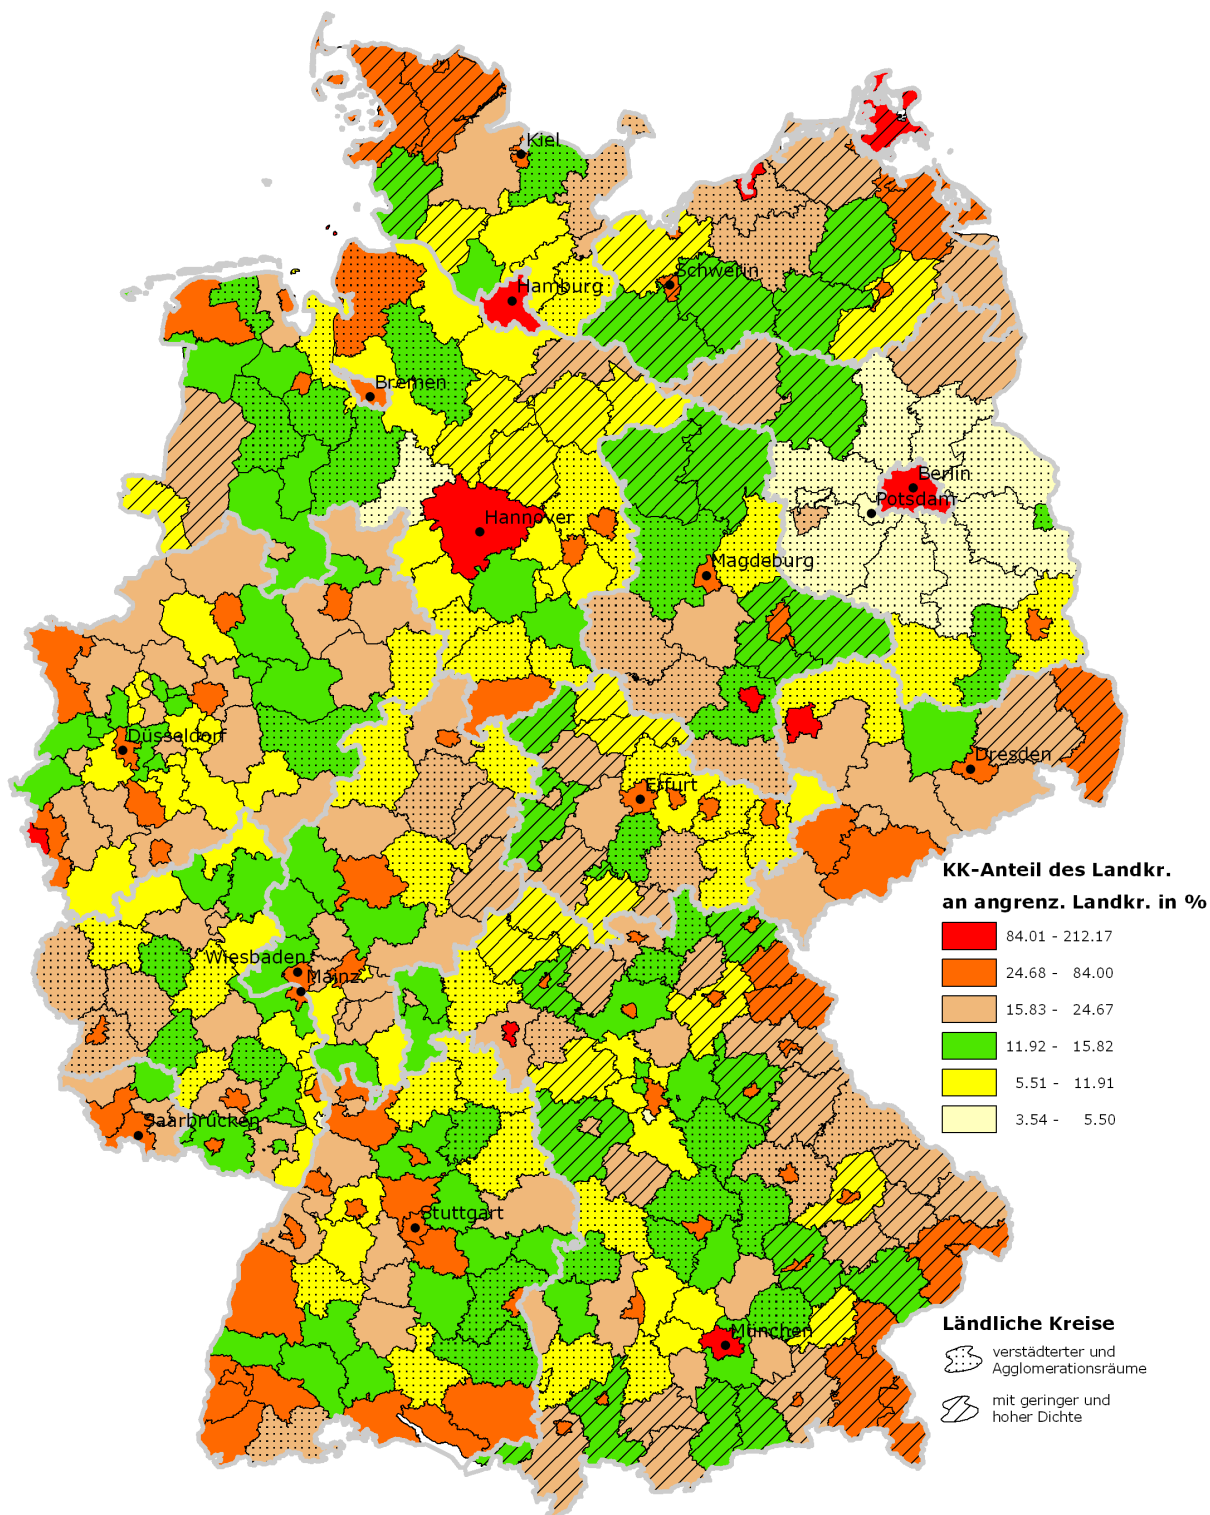 Kiel
Schwerin
Hamburg
Bremen
Berlin
Potsdam
Hannover
Magdeburg
Düsseldorf
Dresden
Erfurt
KK-Anteil des Landkr.
an angrenz. Landkr. in %
84.01 - 212.17
24.68 - 84.00
15.83 - 24.67
11.92 - 15.82
5.51 - 11.91
3.54 - 5.50
Wiesbaden
Mainz
Saarbrücken
Stuttgart
München
Ländliche Kreise
verstädterter und
Agglomerationsräume
mit geringer und
hoher Dichte